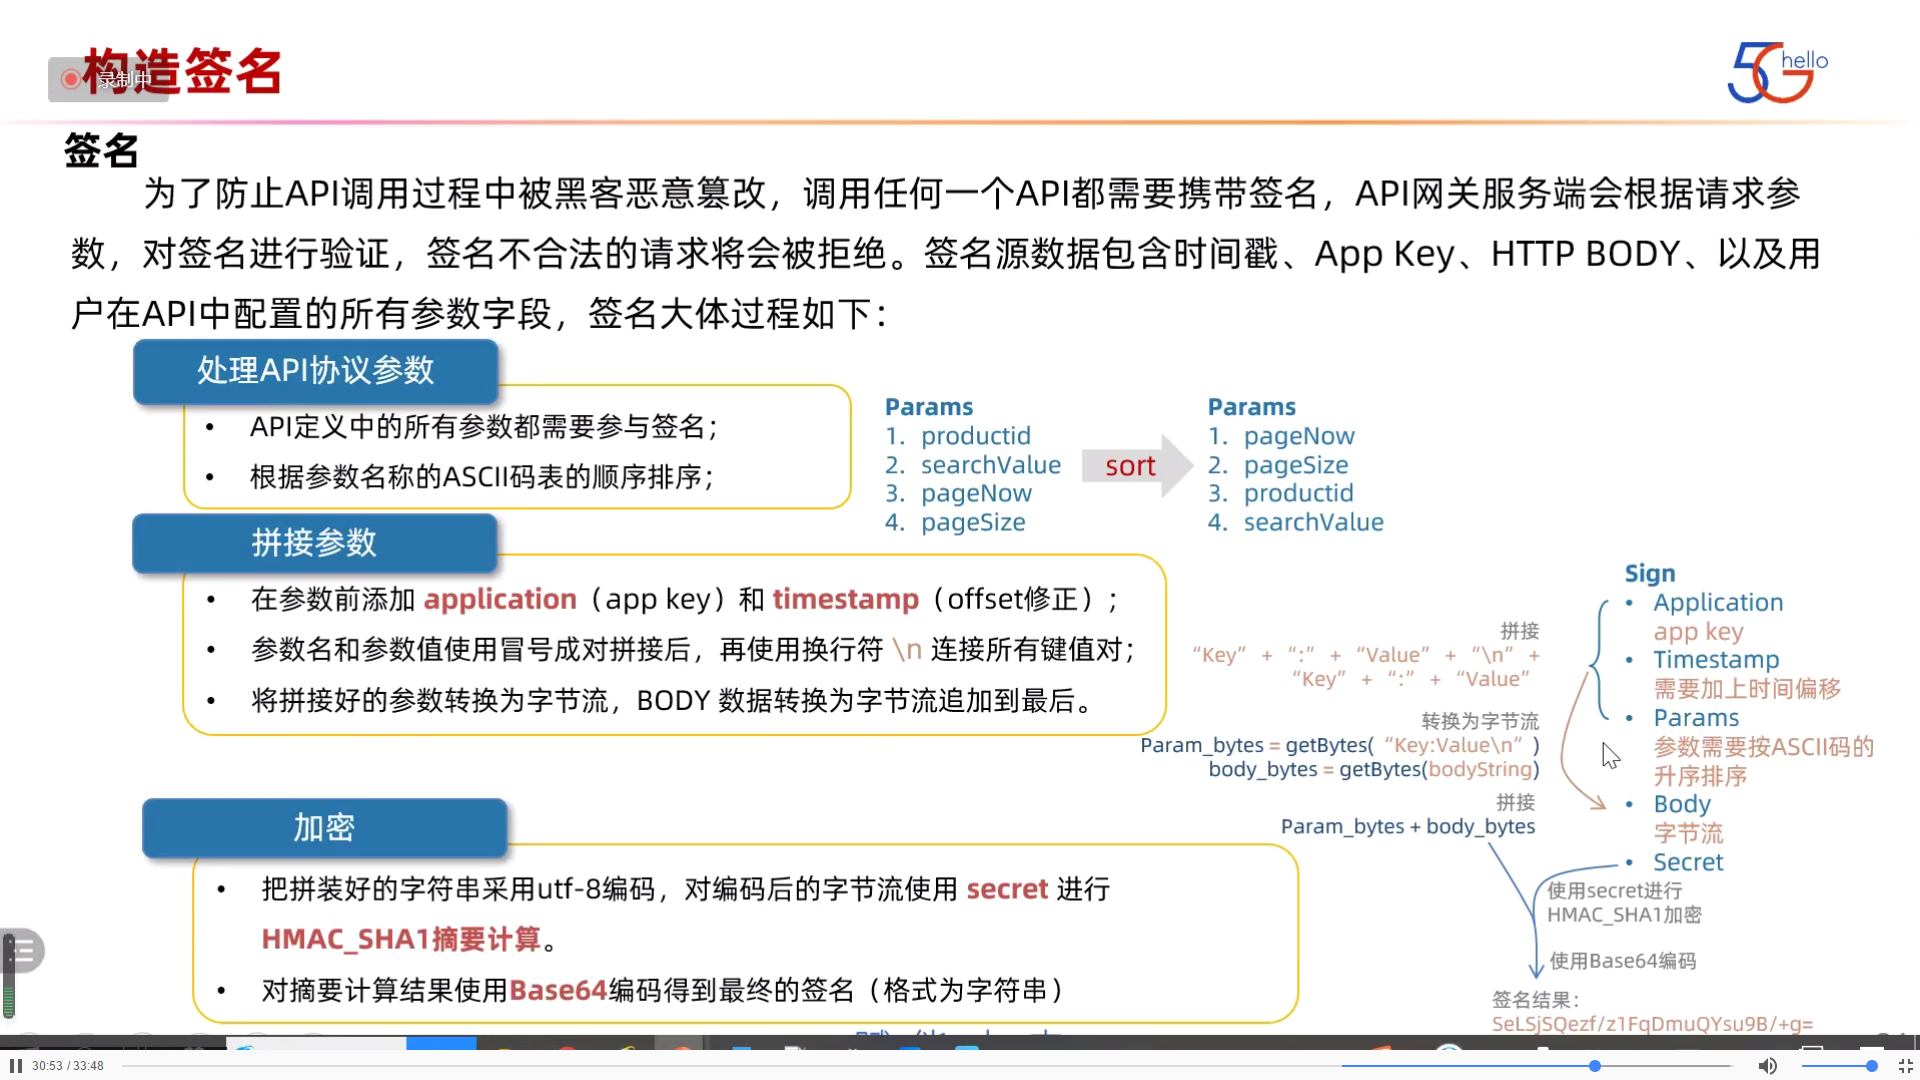 构造签名
录制中
5G hello
签名
为了防止API调用过程中被黑客恶意篡改，调用任何一个API都需要携带签名，API网关服务端会根据请求参
数，对签名进行验证，签名不合法的请求将会被拒绝。签名源数据包含时间戳、App Key、HTTP BODY、以及用
户在API中配置的所有参数字段，签名大体过程如下：
处理API协议参数
• API定义中的所有参数都需要参与签名；
• 根据参数名称的ASCII码表的顺序排序；
Params
1. productid
2. searchValue
3. pageNow
4. pageSize
sort
Params
1. pageNow
2. pageSize
3. productid
4. searchValue
拼接参数
• 在参数前添加 application（app key）和 timestamp（offset修正）；
• 参数名和参数值使用冒号成对拼接后，再使用换行符 \n 连接所有键值对；
• 将拼接好的参数转换为字节流，BODY 数据转换为字节流追加到最后。
拼接
“Key” + “:” + “Value” + “\n” +
“Key” + “:” + “Value”
转换为字节流
Param_bytes = getBytes( “Key:Value\n” )
body_bytes = getBytes(bodyString)
拼接
Param_bytes + body_bytes
Sign
• Application
app key
• Timestamp
需要加上时间偏移
• Params
参数需要按ASCII码的
升序排序
• Body
字节流
• Secret
使用secret进行
HMAC_SHA1加密
使用Base64编码
签名结果：
SeLSjSQezf/z1FqDmuQYsu9B/+g=
加密
• 把拼装好的字符串采用utf-8编码，对编码后的字节流使用 secret 进行
HMAC_SHA1摘要计算。
• 对摘要计算结果使用Base64编码得到最终的签名（格式为字符串）
30:53 / 33:48